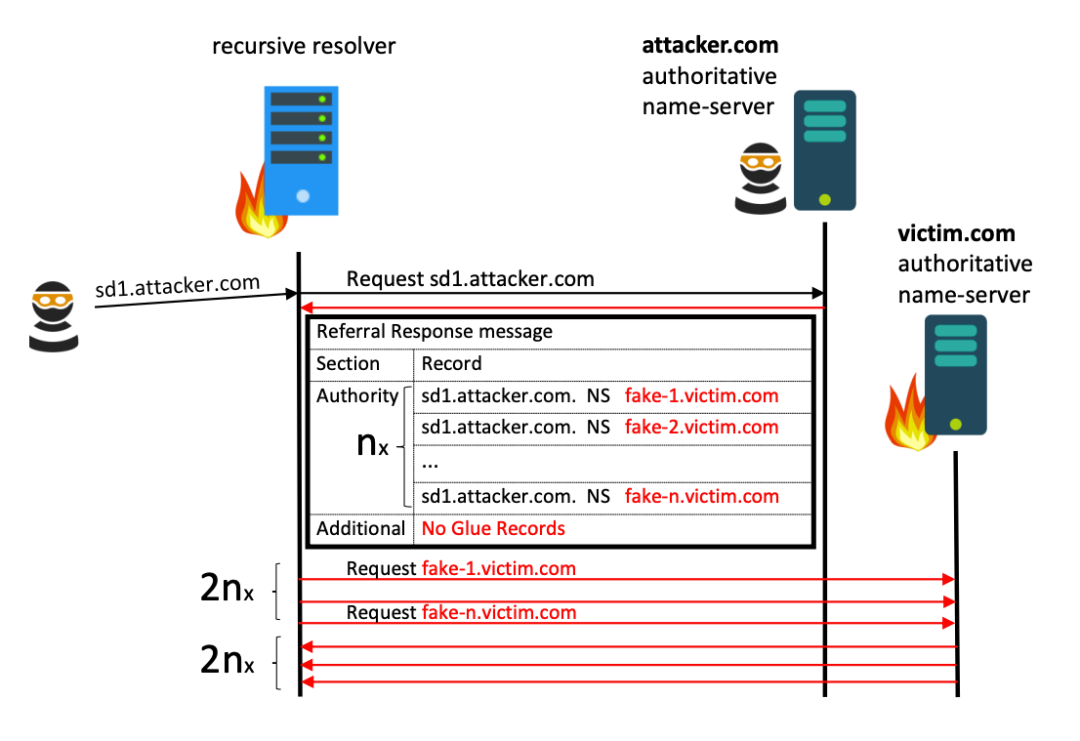 recursive resolver
attacker.com
authoritative
name-server
victim.com
authoritative
name-server
sd1.attacker.com
Request sd1.attacker.com
Referral Response message
Section Record
Authority sd1.attacker.com. NS fake-1.victim.com
sd1.attacker.com. NS fake-2.victim.com
nx
...
sd1.attacker.com. NS fake-n.victim.com
Additional No Glue Records
Request fake-1.victim.com
2nx
Request fake-n.victim.com
2nx